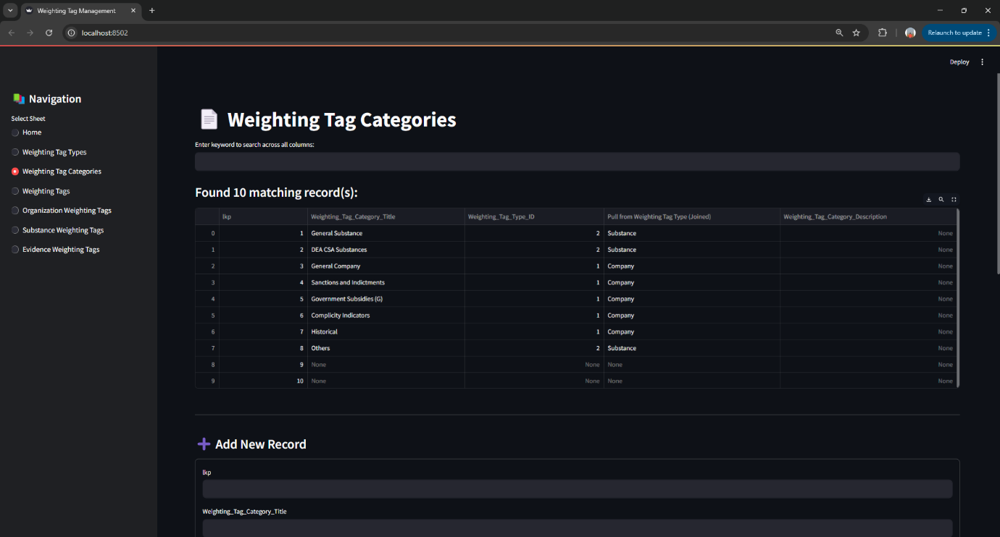 Weighting Tag Management
localhost:8502
Relaunch to update
Deploy
Navigation
Select Sheet
Home
Weighting Tag Types
Weighting Tag Categories
Weighting Tags
Organization Weighting Tags
Substance Weighting Tags
Evidence Weighting Tags
Weighting Tag Categories
Enter keyword to search across all columns:
Found 10 matching record(s):
lkp Weighting_Tag_Category_Title Weighting_Tag_Type_ID Pull from Weighting Tag Type (Joined) Weighting_Tag_Category_Description
0 1 General Substance 2 Substance None
1 2 DEA CSA Substances 2 Substance None
2 3 General Company 1 Company None
3 4 Sanctions and Indictments 1 Company None
4 5 Government Subsidies (G) 1 Company None
5 6 Complicity Indicators 1 Company None
6 7 Historical 1 Company None
7 8 Others 2 Substance None
8 9 None None None None
9 10 None None None None
Add New Record
lkp
Weighting_Tag_Category_Title